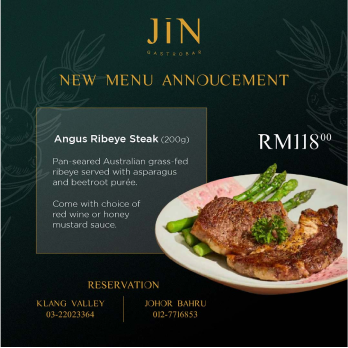 JīN
GASTROBAR
NEW MENU ANNOUCEMENT
Angus Ribeye Steak (200g)
RM118.00
Pan-seared Australian grass-fed
ribeye served with asparagus
and beetroot purée.
Come with choice of
red wine or honey
mustard sauce.
RESERVATION
KLANG VALLEY
03-22023364
JOHOR BAHRU
012-7716853